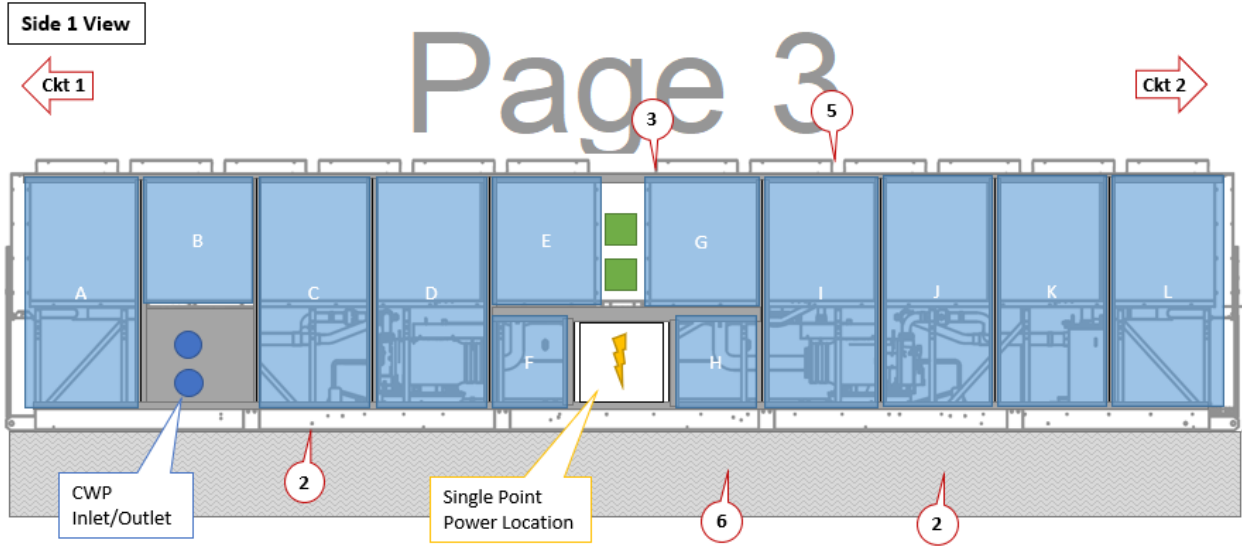 Side 1 View
Page 3
Ckt 1
Ckt 2
3
5
B
E
G
A
C
D
I
J
K
L
F
H
2
CWP
Inlet/Outlet
Single Point
Power Location
6
2